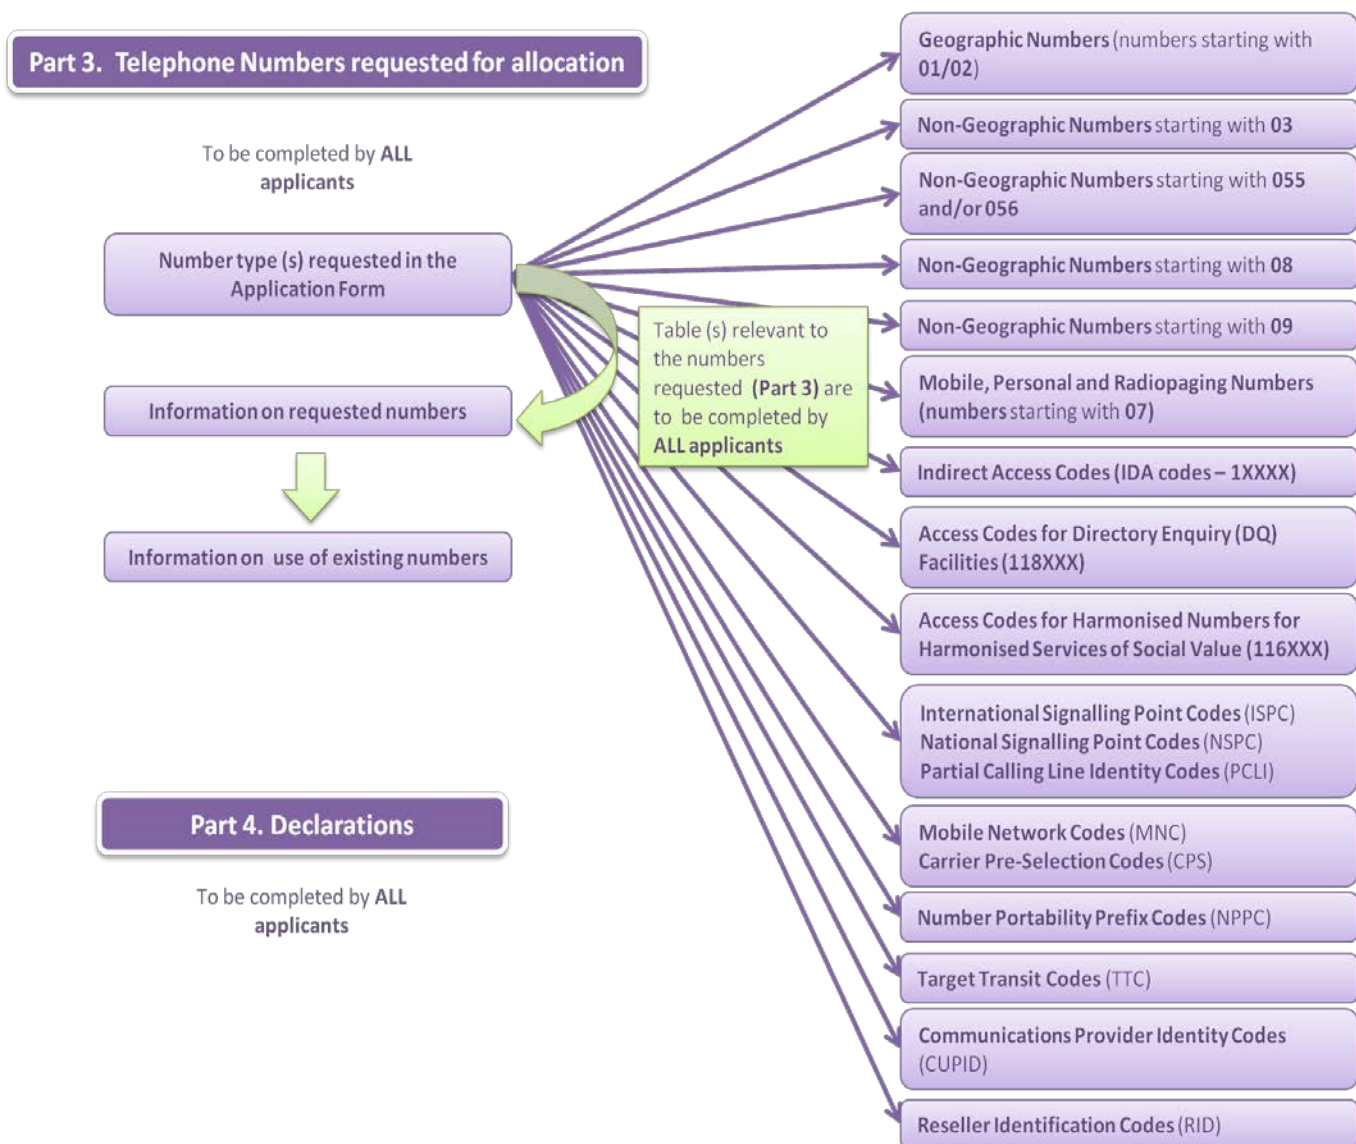 Part 3. Telephone Numbers requested for allocation
To be completed by ALL
applicants
Number type (s) requested in the
Application Form
Information on requested numbers
Information on use of existing numbers
Table (s) relevant to
the numbers
requested (Part 3) are
to be completed by
ALL applicants
Geographic Numbers (numbers starting with
01/02)
Non-Geographic Numbers starting with 03
Non-Geographic Numbers starting with 055
and/or 056
Non-Geographic Numbers starting with 08
Non-Geographic Numbers starting with 09
Mobile, Personal and Radiopaging Numbers
(numbers starting with 07)
Indirect Access Codes (IDA codes – 1XXXX)
Access Codes for Directory Enquiry (DQ)
Facilities (118XXX)
Access Codes for Harmonised Numbers for
Harmonised Services of Social Value (116XXX)
International Signalling Point Codes (ISPC)
National Signalling Point Codes (NSPC)
Partial Calling Line Identity Codes (PCLI)
Mobile Network Codes (MNC)
Carrier Pre-Selection Codes (CPS)
Number Portability Prefix Codes (NPPC)
Target Transit Codes (TTC)
Communications Provider Identity Codes
(CUPID)
Reseller Identification Codes (RID)
Part 4. Declarations
To be completed by ALL
applicants